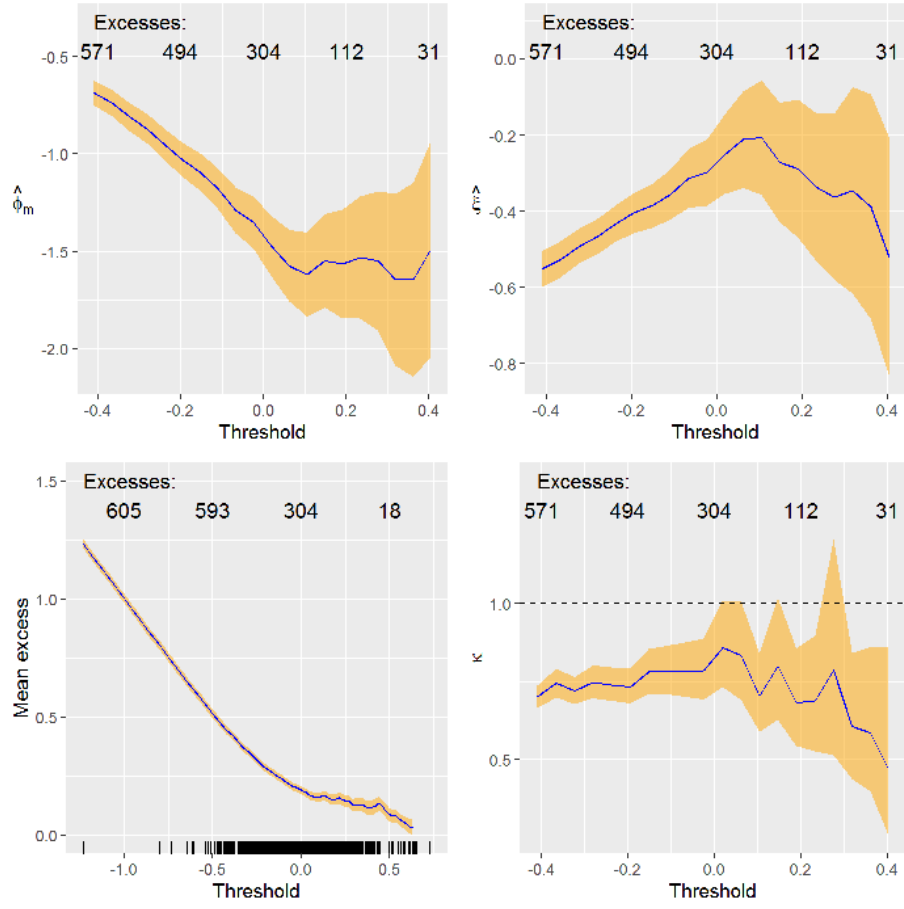 Excesses:
571 494 304 112 31
-0.5
-1.0
-1.5
-2.0
-0.4 -0.2 0.0 0.2 0.4
Threshold
Excesses:
571 494 304 112 31
0.0
-0.2
-0.4
-0.6
-0.8
-0.4 -0.2 0.0 0.2 0.4
Threshold
Excesses:
605 593 304 18
Mean excess
1.5
1.0
0.5
0.0
-1.0 -0.5 0.0 0.5
Threshold
Excesses:
571 494 304 112 31
κ
1.0
0.5
-0.4 -0.2 0.0 0.2 0.4
Threshold